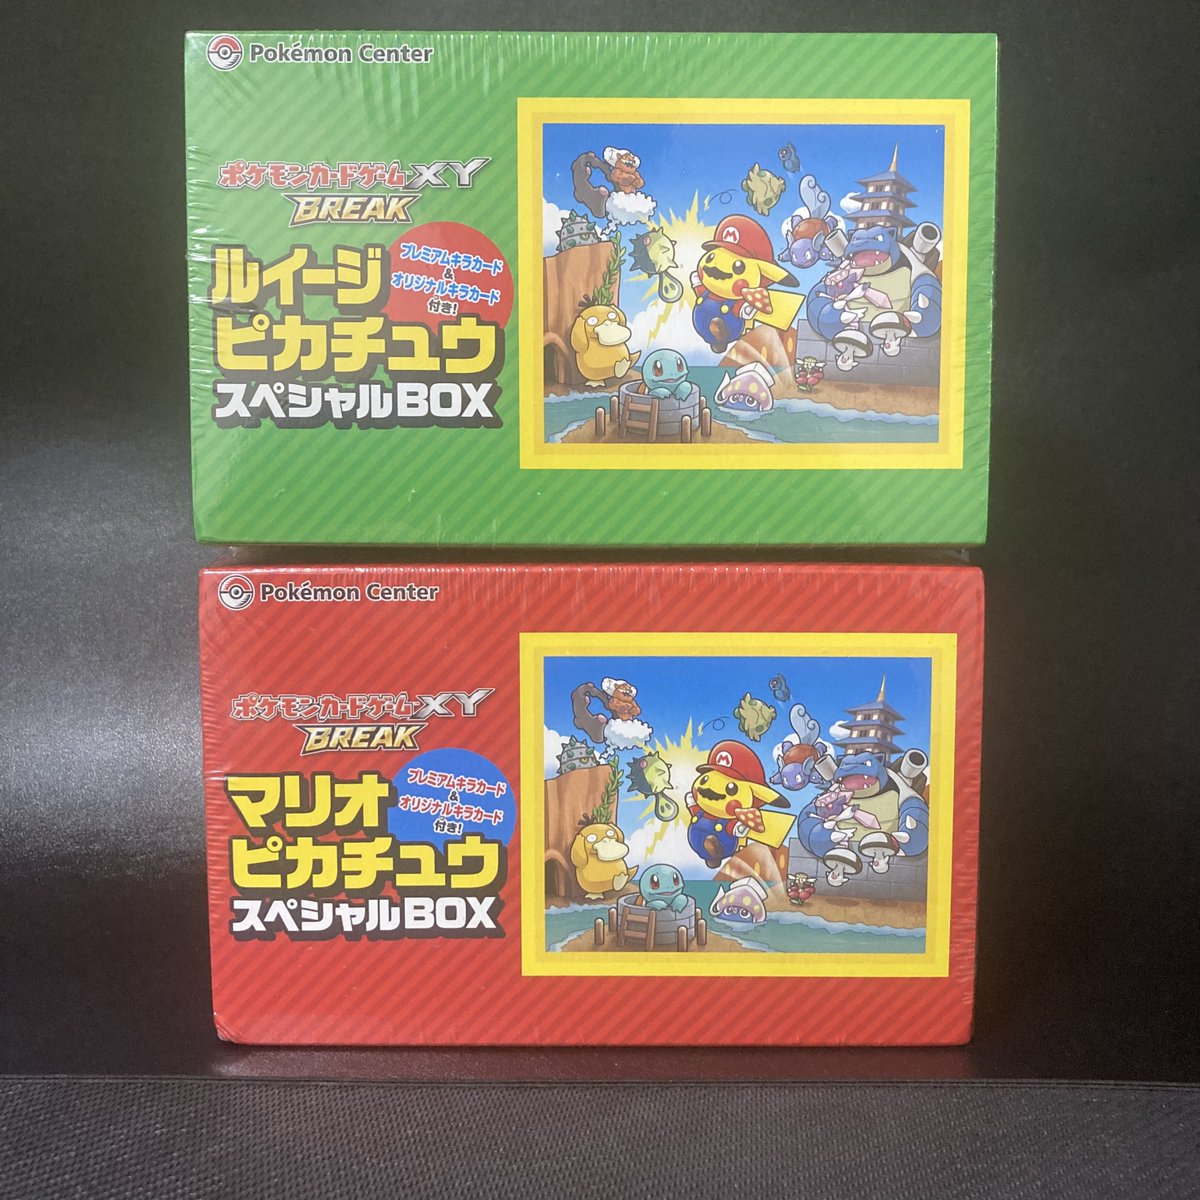 Pokémon Center
ポケモンカードゲームXY
BREAK
ルイージ
ピカチュウ
スペシャルBOX
プレミアムキラカード
&
オリジナルキラカード
付き!
M
Pokémon Center
ポケモンカードゲームXY
BREAK
マリオ
ピカチュウ
スペシャルBOX
プレミアムキラカード
&
オリジナルキラカード
付き!
M